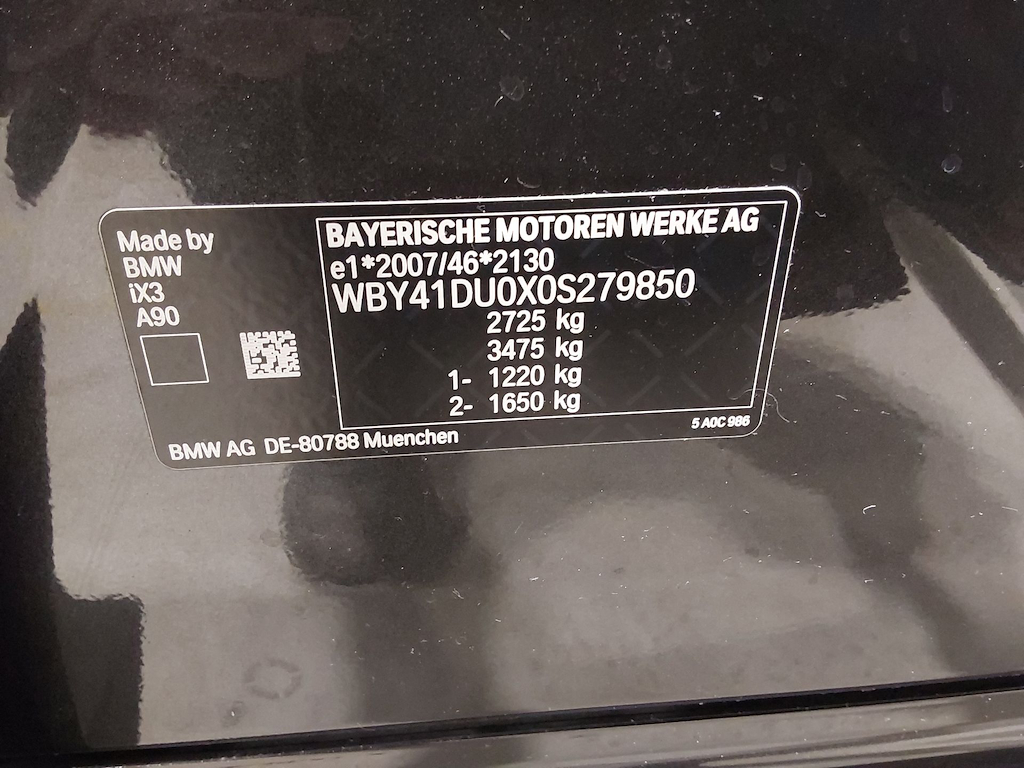 Made by
BMW
iX3
A90
BAYERISCHE MOTOREN WERKE AG
e1*2007/46*2130
WBY41DU0X0S279850
2725 kg
3475 kg
1- 1220 kg
2- 1650 kg
5 A0C 986
BMW AG DE-80788 Muenchen